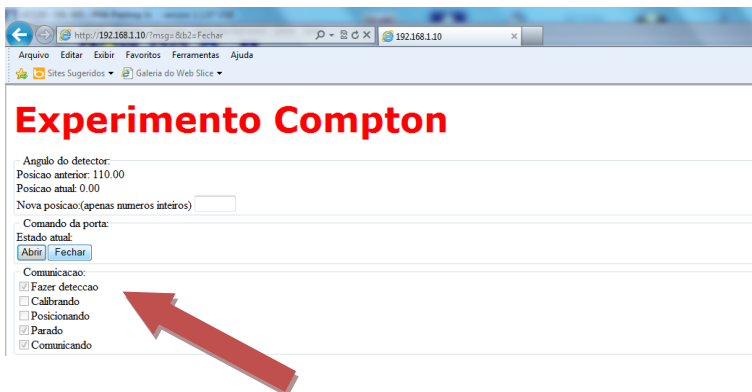 http://192.168.1.10/?msg=&b2=Fechar
192.168.1.10
Arquivo Editar Exibir Favoritos Ferramentas Ajuda
Sites Sugeridos Galeria do Web Slice
Experimento Compton
Angulo do detector:
Posicao anterior: 110.00
Posicao atual: 0.00
Nova posicao:(apenas numeros inteiros)
Comando da porta:
Estado atual:
Abrir Fechar
Comunicacao:
Fazer deteccao
Calibrando
Posicionando
Parado
Comunicando